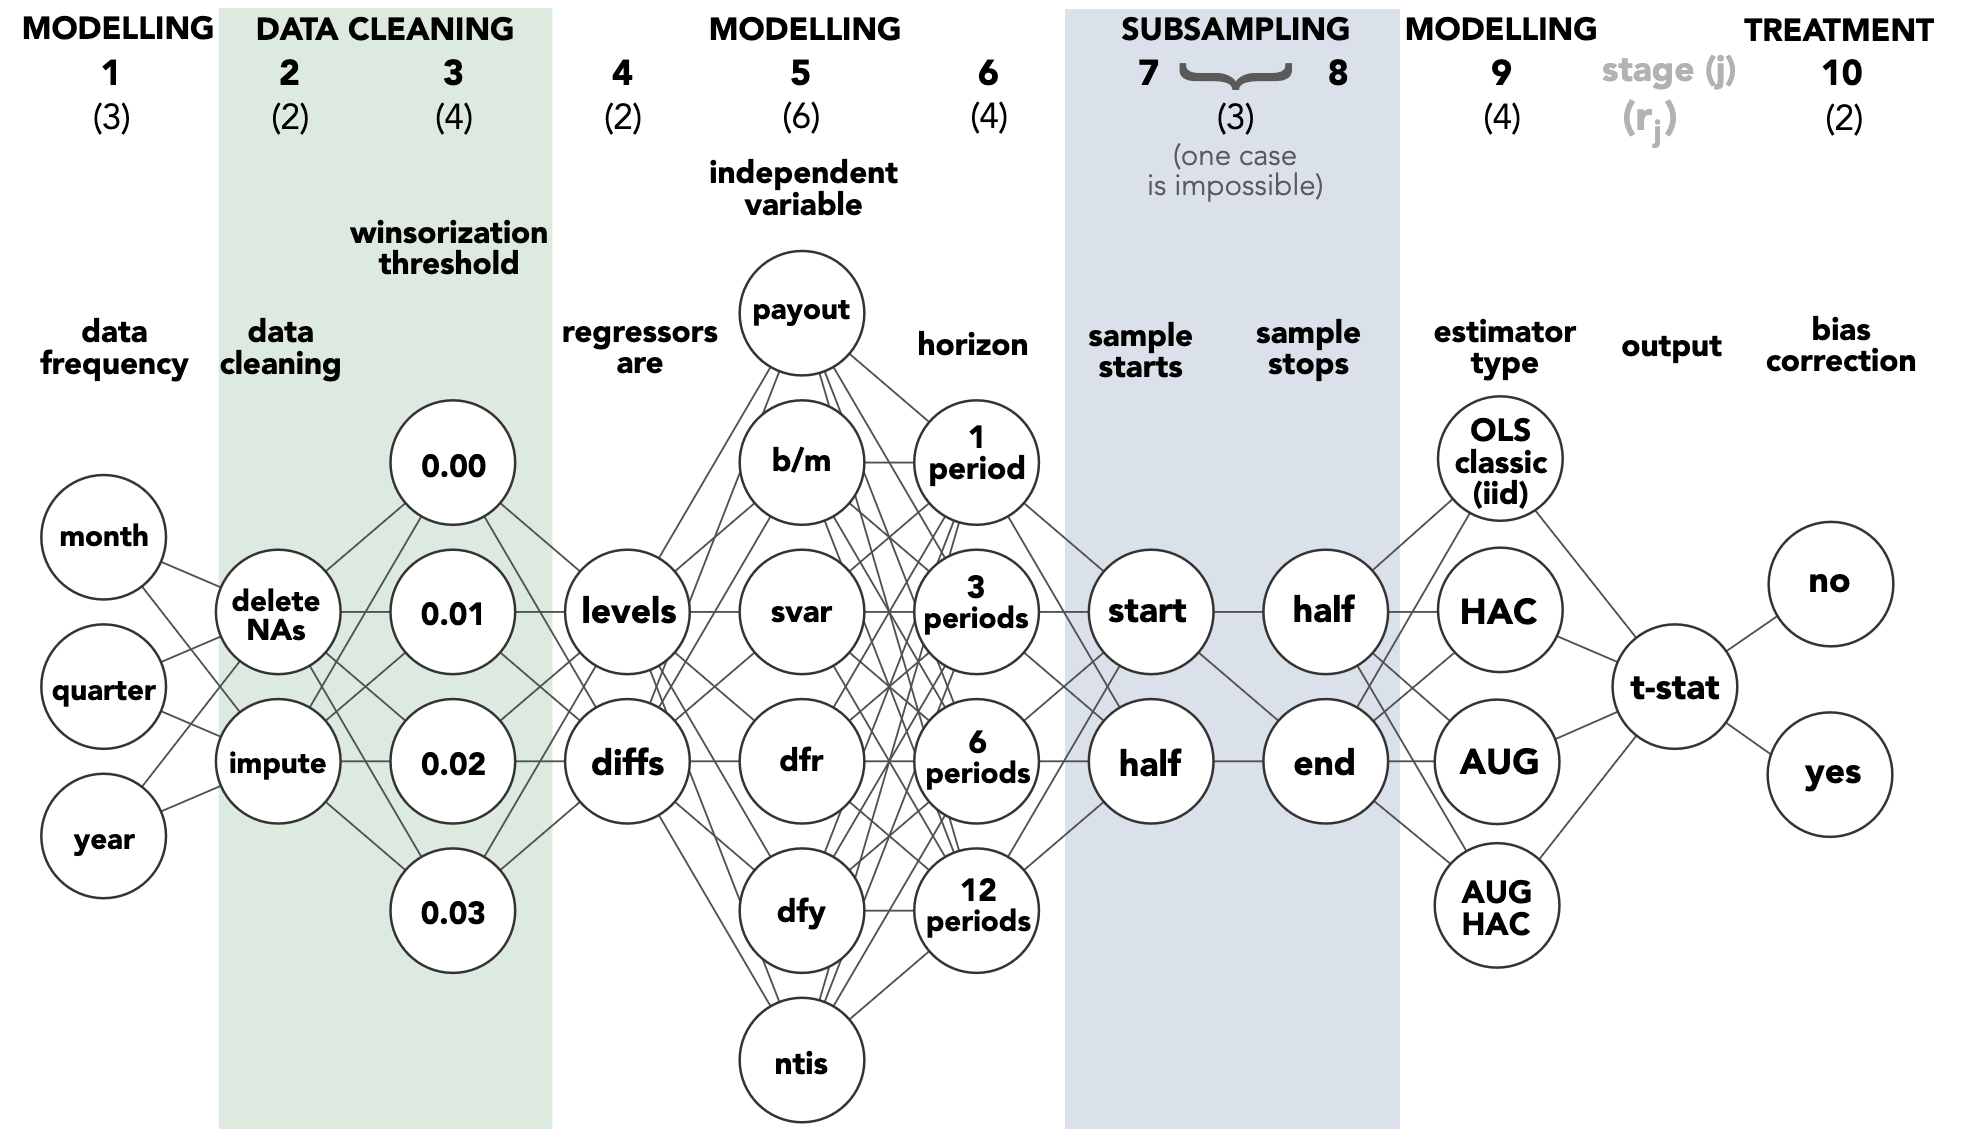 MODELLING
DATA CLEANING
MODELLING
SUBSAMPLING
MODELLING
TREATMENT
1
2
3
4
5
6
7
8
9
stage (j)
10
(3)
(2)
(4)
(2)
(6)
(4)
(3)
(4)
(rj)
(2)
(one case
is impossible)
data
frequency
data
cleaning
winsorization
threshold
regressors
are
independent
variable
horizon
sample
starts
sample
stops
estimator
type
output
bias
correction
month
quarter
year
delete
NAs
impute
0.00
0.01
0.02
0.03
levels
diffs
payout
b/m
svar
dfr
dfy
ntis
1
period
3
periods
6
periods
12
periods
start
half
half
end
OLS
classic
(iid)
HAC
AUG
AUG
HAC
t-stat
no
yes